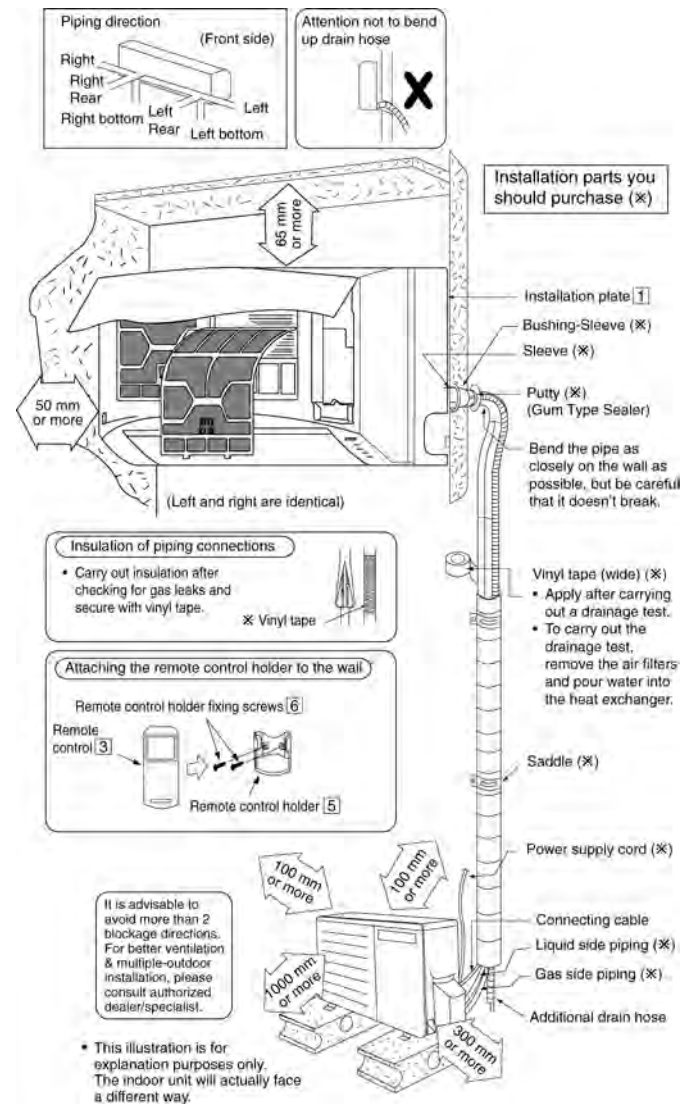 Piping direction
(Front side)
Right
Right
Rear
Right bottom
Left
Rear
Left bottom
Left
Attention not to bend
up drain hose
Installation parts you
should purchase (※)
65 mm
or more
50 mm
or more
(Left and right are identical)
Installation plate 1
Bushing-Sleeve (※)
Sleeve (※)
Putty (※)
(Gum Type Sealer)
Bend the pipe as
closely on the wall as
possible, but be careful
that it doesn't break.
Insulation of piping connections
• Carry out insulation after
checking for gas leaks and
secure with vinyl tape.
※ Vinyl tape
Vinyl tape (wide) (※)
• Apply after carrying
out a drainage test.
• To carry out the
drainage test,
remove the air filters
and pour water into
the heat exchanger.
Attaching the remote control holder to the wall
Remote control holder fixing screws 6
Remote
control 3
Remote control holder 5
Saddle (※)
Power supply cord (※)
100 mm
or more
100 mm
or more
1000 mm
or more
300 mm
or more
It is advisable to
avoid more than 2
blockage directions.
For better ventilation
& multiple-outdoor
installation, please
consult authorized
dealer/specialist.
Connecting cable
Liquid side piping (※)
Gas side piping (※)
Additional drain hose
• This illustration is for
explanation purposes only.
The indoor unit will actually face
a different way.